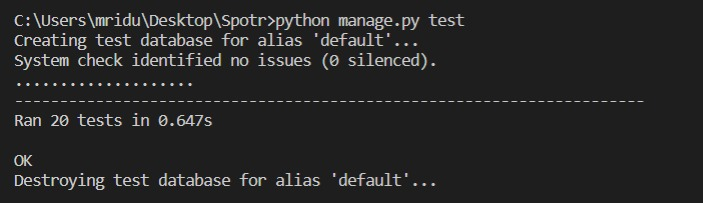 C:\Users\mridu\Desktop\Spotr>python manage.py test
Creating test database for alias 'default'...
System check identified no issues (0 silenced).
....................
----------------------------------------------------------------------
Ran 20 tests in 0.647s
OK
Destroying test database for alias 'default'...